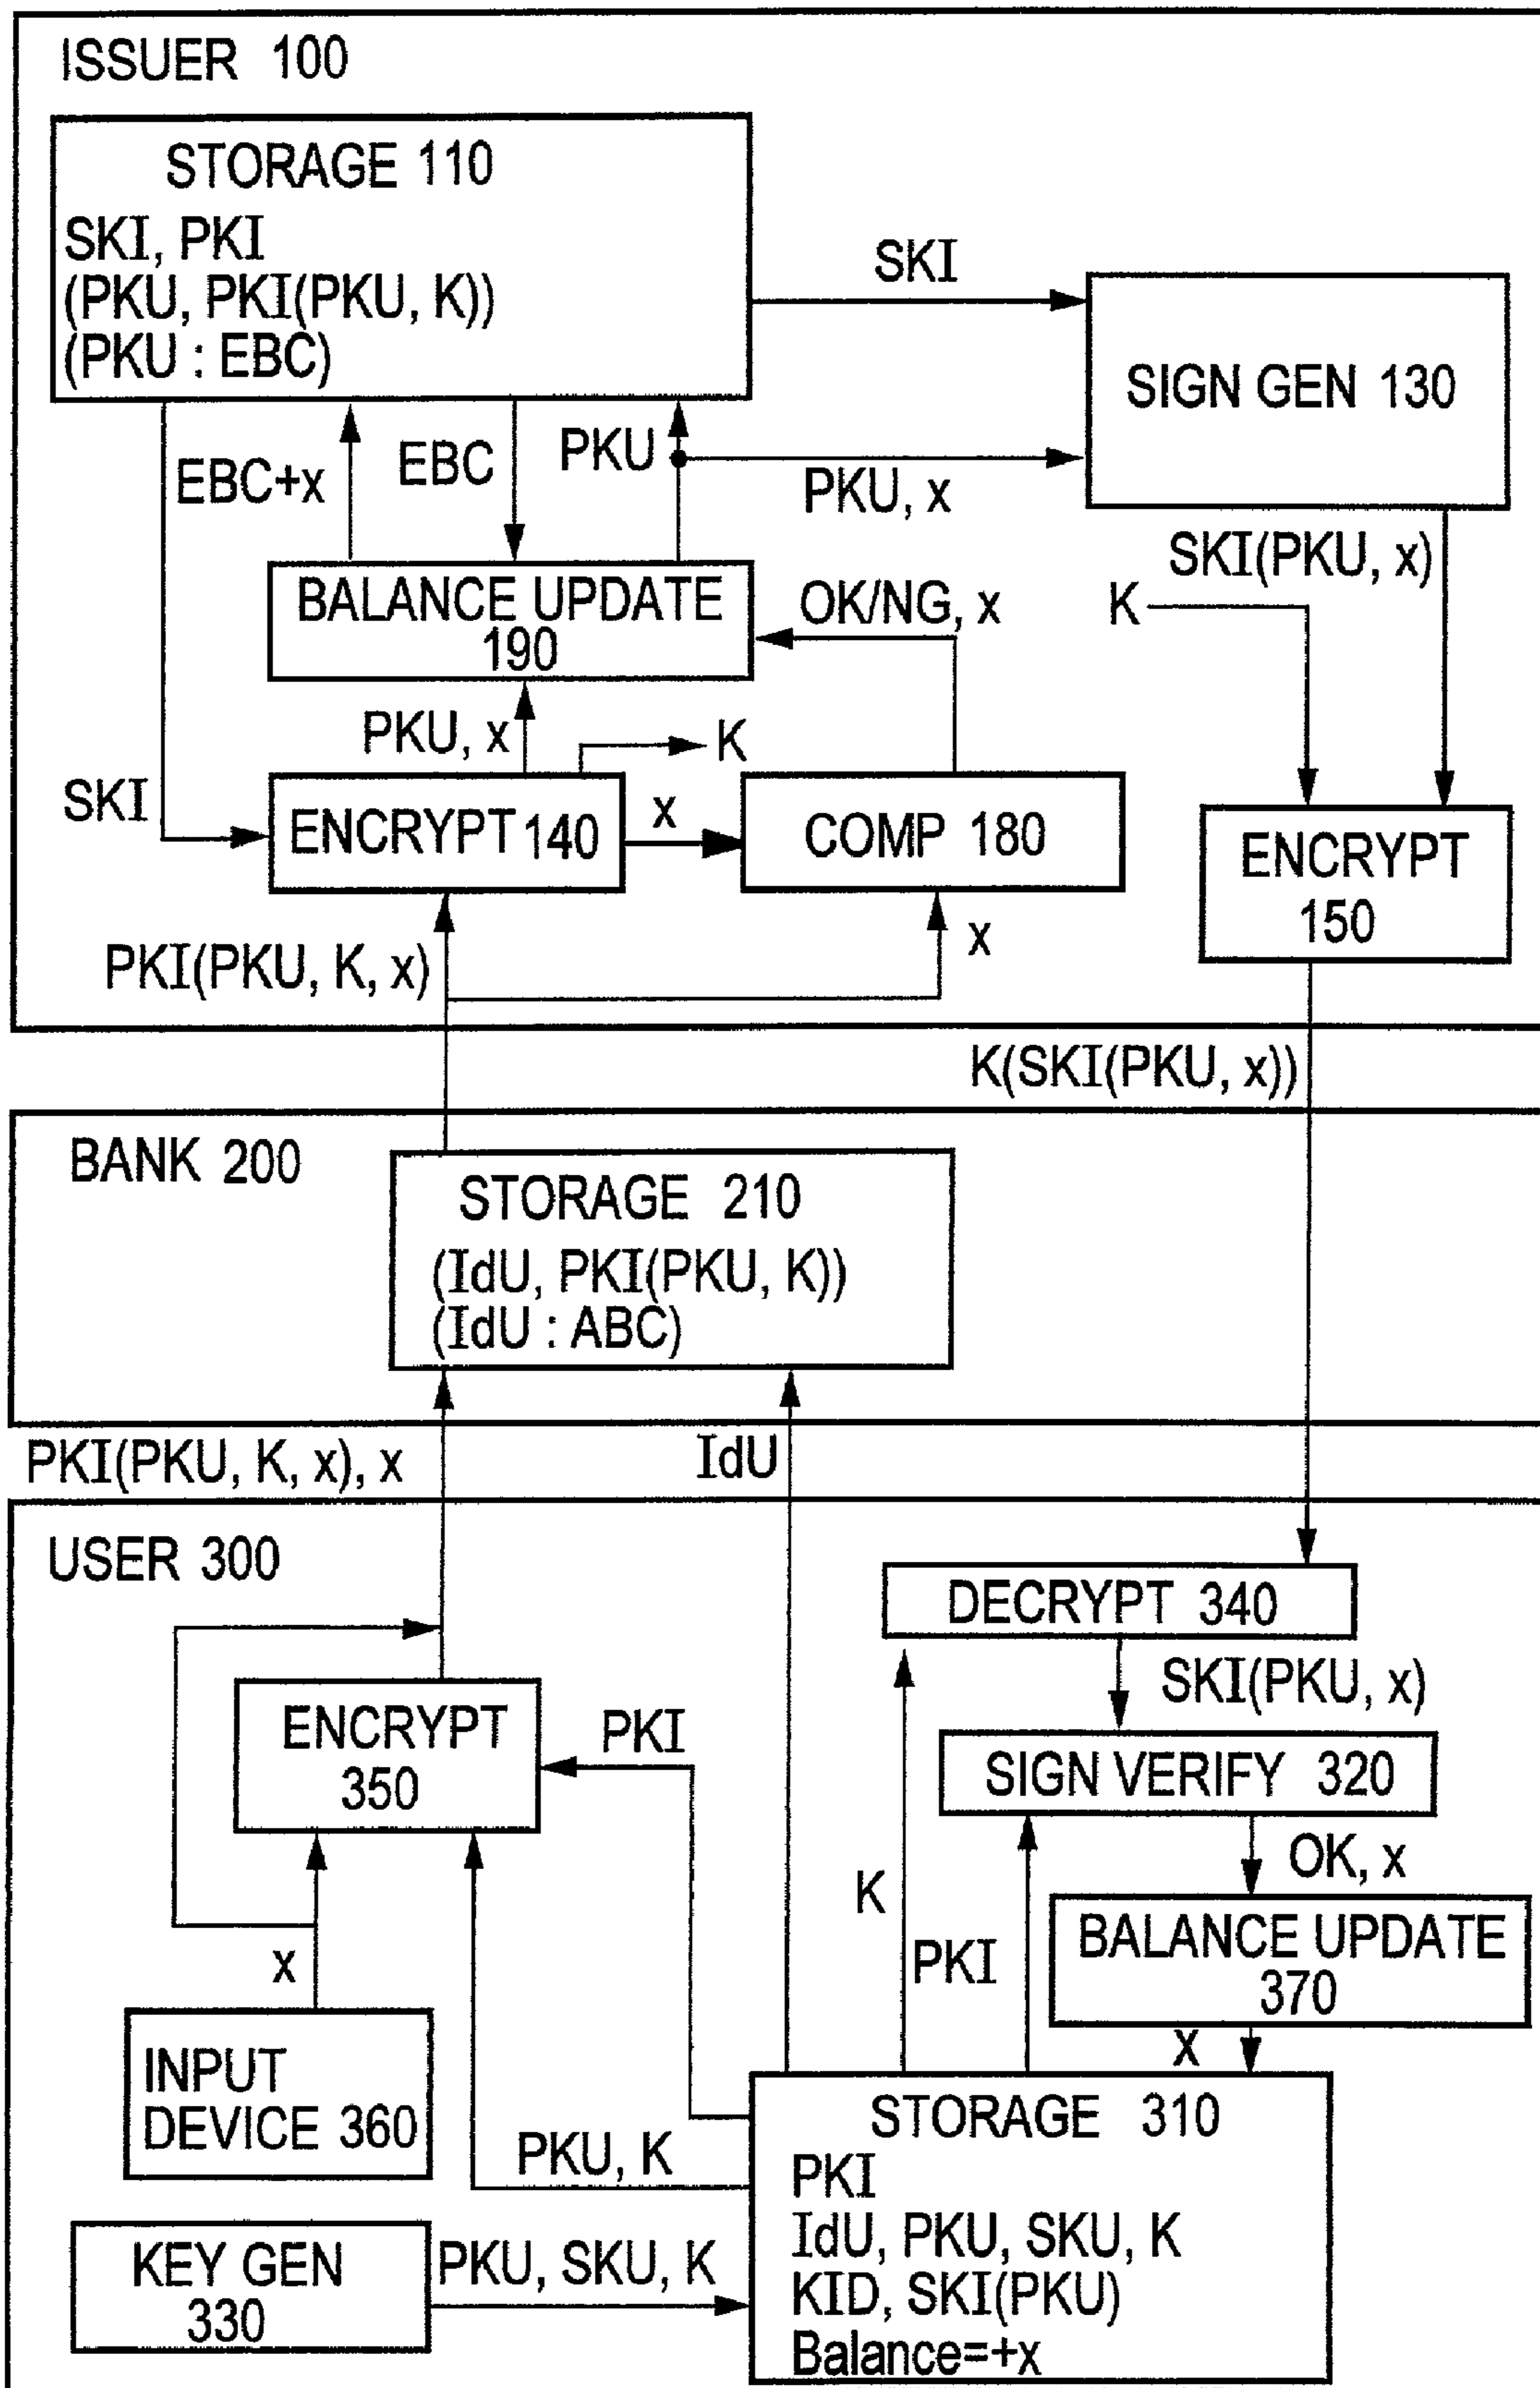 ISSUER 100
STORAGE 110
SKI, PKI
(PKU, PKI(PKU, K))
(PKU : EBC)
SKI
SIGN GEN 130
EBC+x
EBC
PKU
PKU, x
SKI(PKU, x)
K
BALANCE UPDATE
190
OK/NG, x
PKU, x
K
SKI
ENCRYPT 140
x
COMP 180
ENCRYPT
150
PKI(PKU, K, x)
x
K(SKI(PKU, x))
BANK 200
STORAGE 210
(IdU, PKI(PKU, K))
(IdU : ABC)
PKI(PKU, K, x), x
IdU
USER 300
DECRYPT 340
SKI(PKU, x)
ENCRYPT
350
PKI
SIGN VERIFY 320
OK, x
K
PKI
BALANCE UPDATE
370
x
x
INPUT
DEVICE 360
PKU, K
STORAGE 310
PKI
IdU, PKU, SKU, K
KID, SKI(PKU)
Balance=+x
KEY GEN
330
PKU, SKU, K